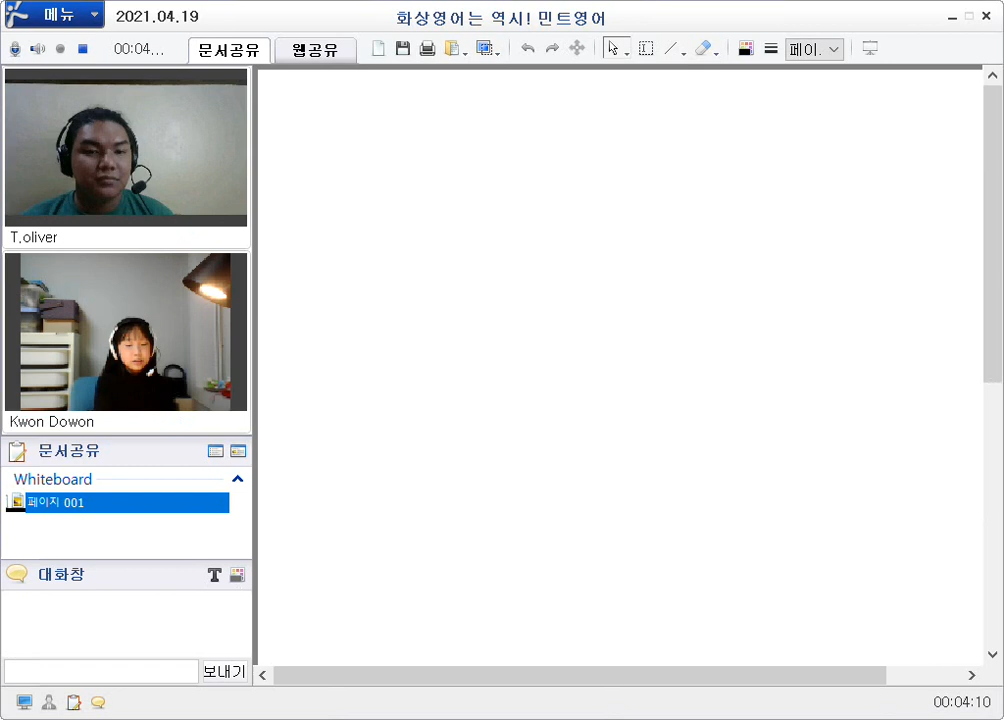 메뉴 2021.04.19 화상영어는 역시! 민트영어
00:04... 문서공유 웹공유 페이.
T.oliver
Kwon Dowon
문서공유
Whiteboard
페이지 001
대화창 T
보내기
00:04:10